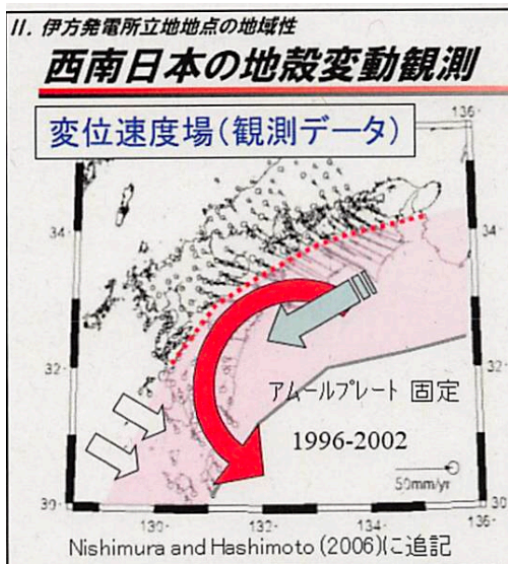 II. 伊方発電所立地地点の地域性
西南日本の地殻変動観測
変位速度場(観測データ)
136°
34°
34°
32°
32°
アムールプレート 固定
1996-2002
50mm/yr
30°
30°
130°
132°
134°
136°
Nishimura and Hashimoto (2006)に追記